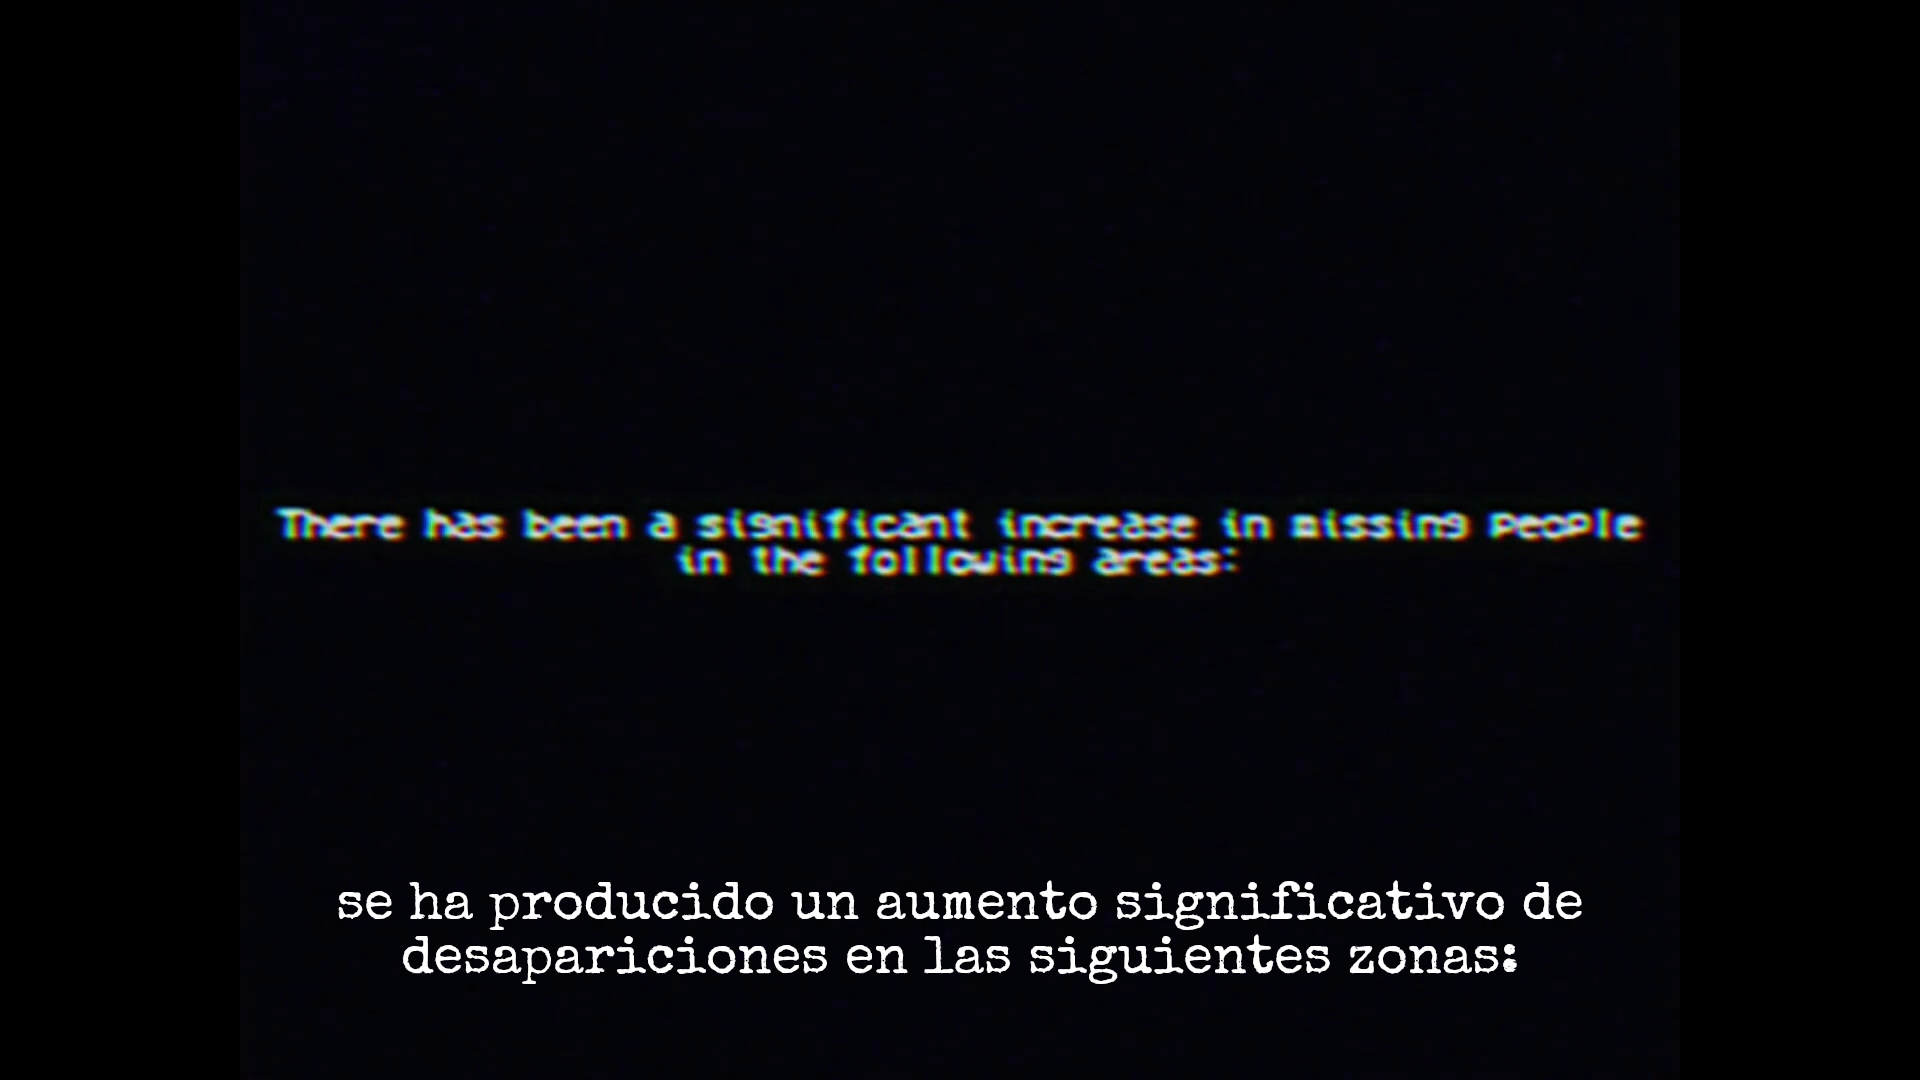 There has been a significant increase in missing people
in the following areas:
se ha producido un aumento significativo de
desapariciones en las siguientes zonas: